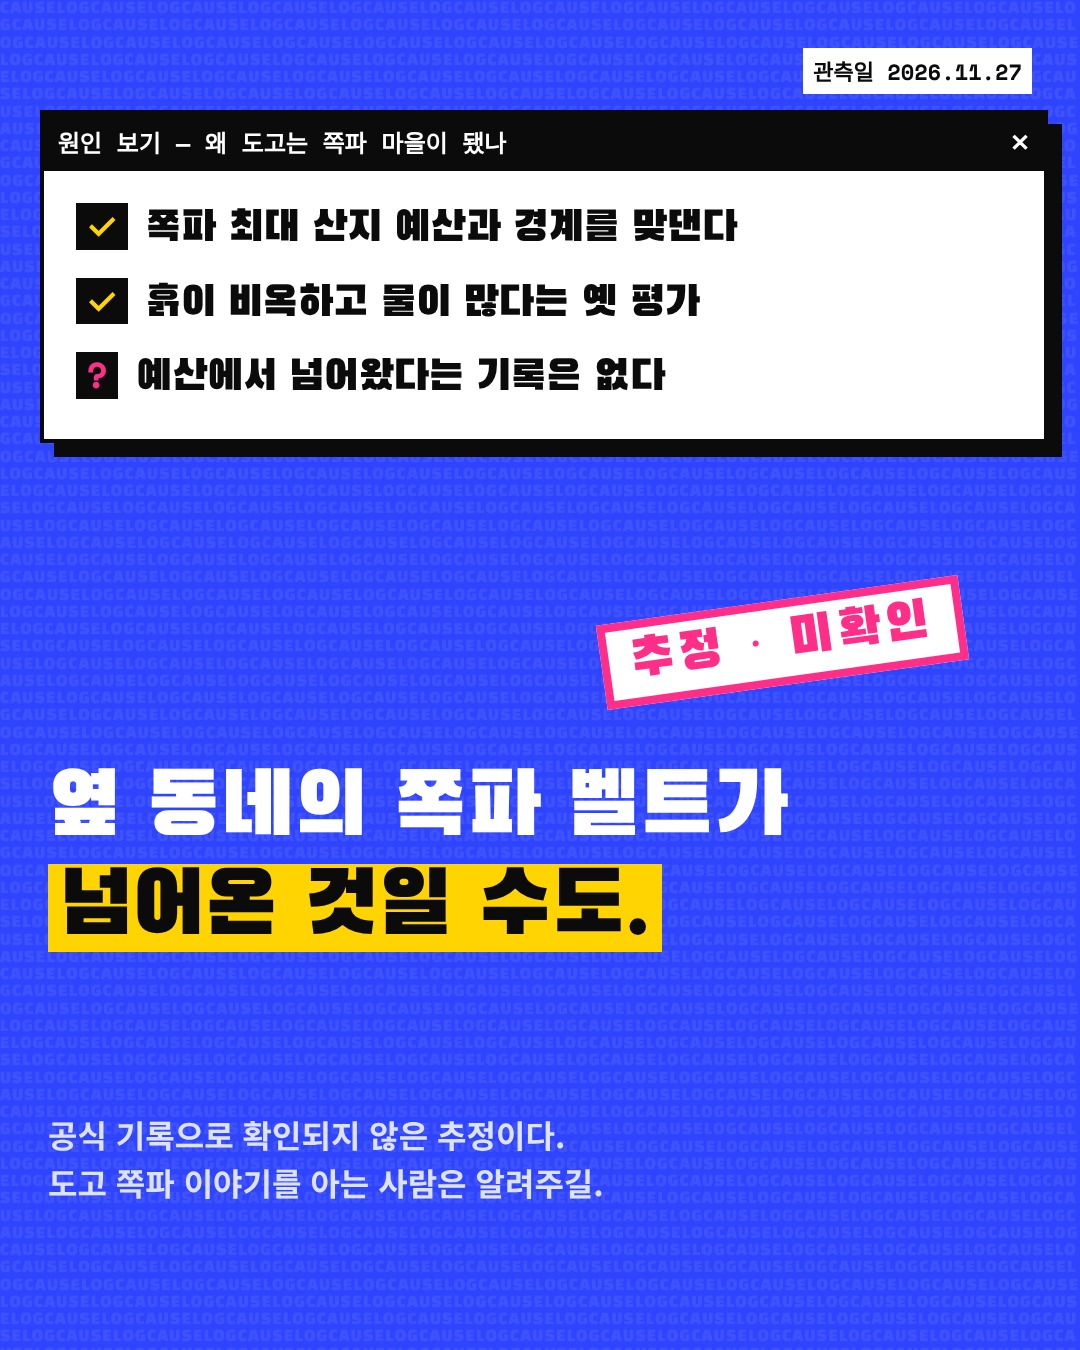 관측일 2026.11.27
원인 보기 — 왜 도고는 쪽파 마을이 됐나 ✕
✓ 쪽파 최대 산지 예산과 경계를 맞댄다
✓ 흙이 비옥하고 물이 많다는 옛 평가
? 예산에서 넘어왔다는 기록은 없다
추정 · 미확인
옆 동네의 쪽파 벨트가
넘어온 것일 수도.
공식 기록으로 확인되지 않은 추정이다.
도고 쪽파 이야기를 아는 사람은 알려주길.